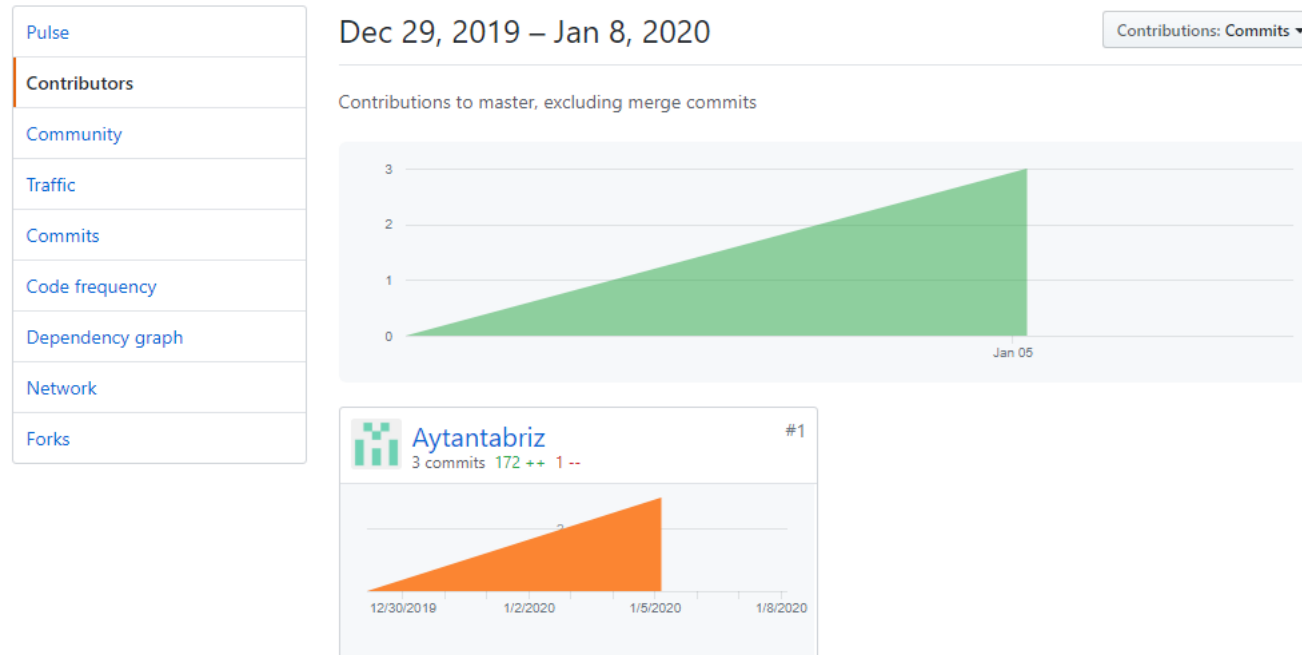 Pulse
Contributors
Community
Traffic
Commits
Code frequency
Dependency graph
Network
Forks
Dec 29, 2019 – Jan 8, 2020
Contributions: Commits
Contributions to master, excluding merge commits
3
2
1
0
Jan 05
Aytantabriz
#1
3 commits 172 ++ 1 --
2
12/30/2019 1/2/2020 1/5/2020 1/8/2020